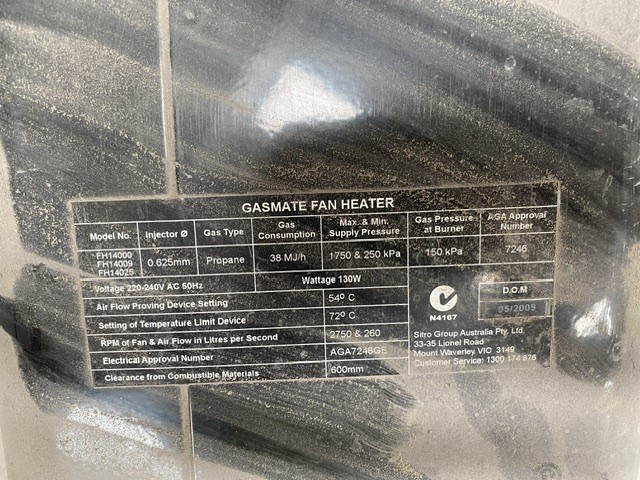 GASMATE FAN HEATER
Model No. Injector Ø Gas Type Gas Consumption Max. & Min. Supply Pressure Gas Pressure at Burner AGA Approval Number
FH14000 FH14009 FH14025 0.625mm Propane 38 MJ/h 1750 & 250 kPa 150 kPa 7246
Voltage 220-240V AC 50Hz Wattage 130W
Air Flow Proving Device Setting 54º C
Setting of Temperature Limit Device 72º C
RPM of Fan & Air Flow in Litres per Second 2750 & 260
Electrical Approval Number AGA7246GE
Clearance from Combustible Materials 600mm
N4167
D.O.M
05/2009
Sitro Group Australia Pty. Ltd.
33-35 Lionel Road
Mount Waverley VIC 3149
Customer Service: 1300 174 876